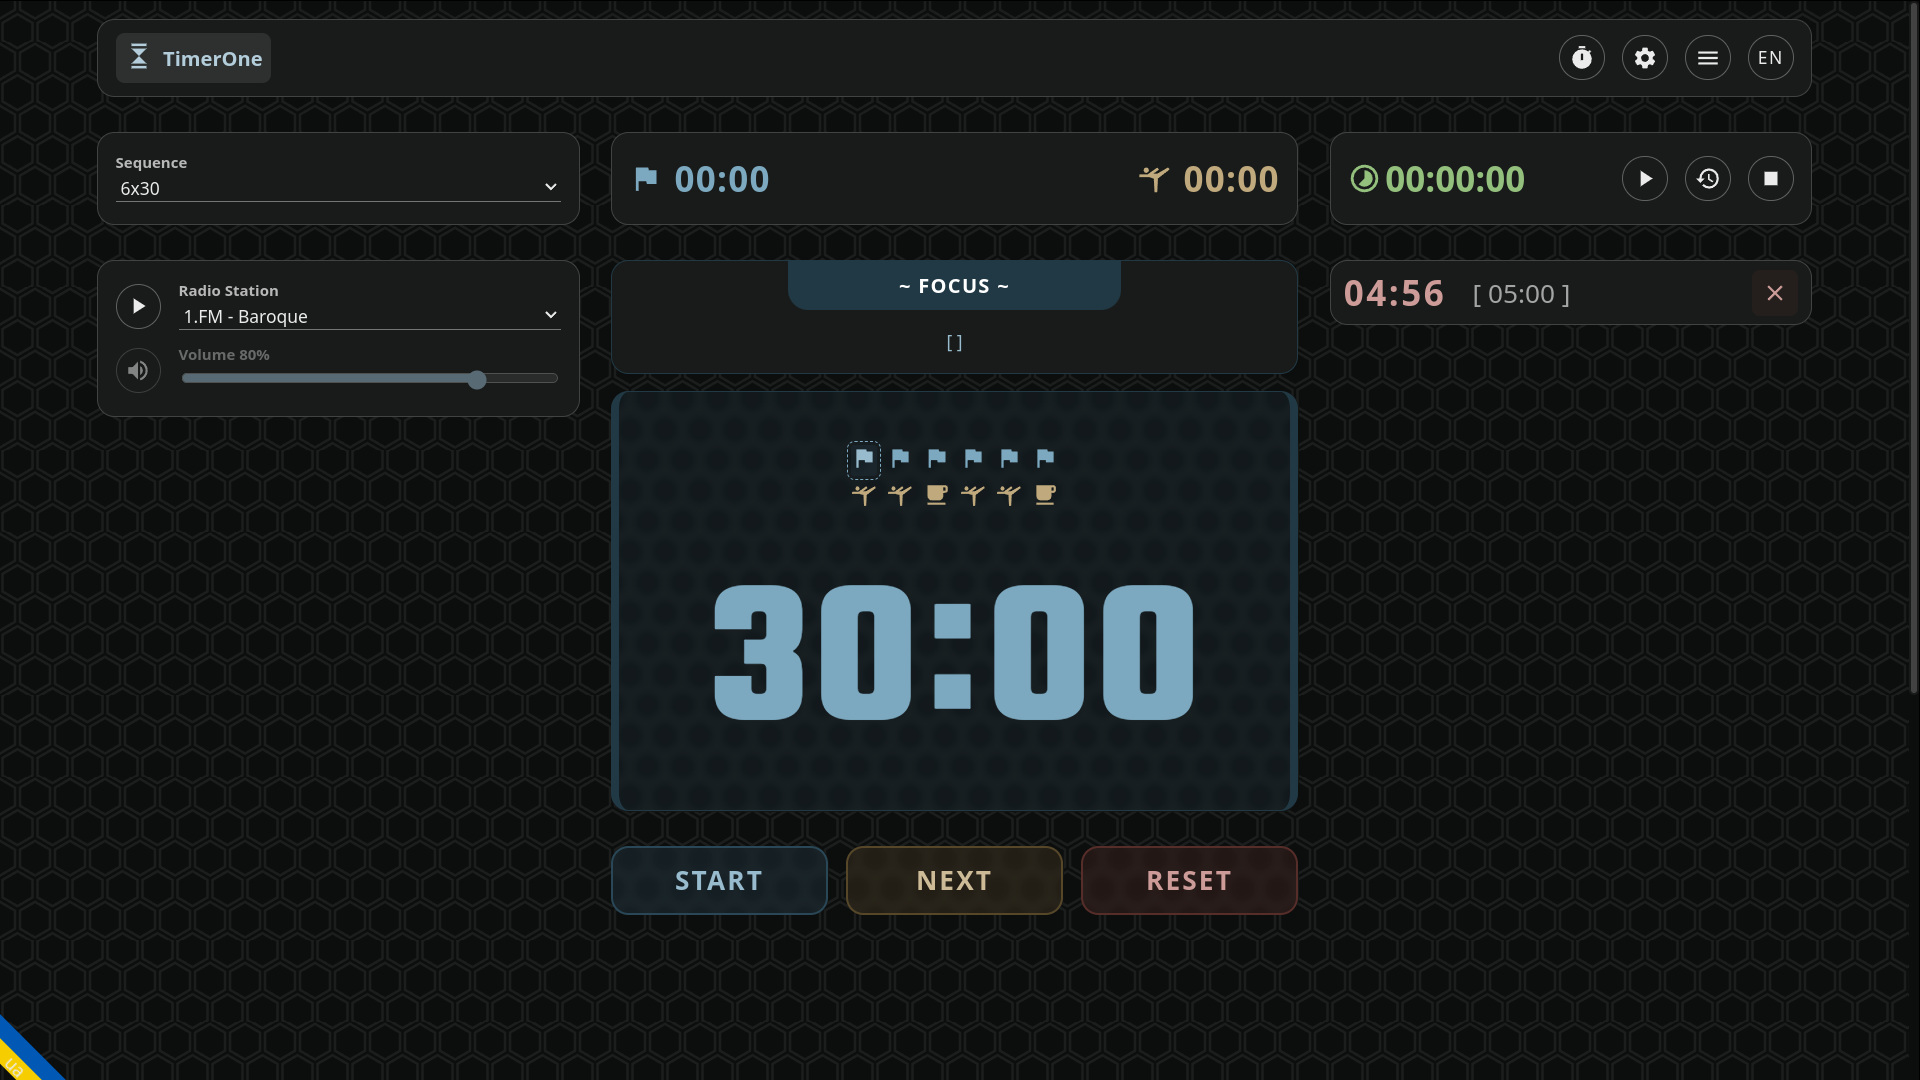 TimerOne
EN
Sequence
6x30
00:00
00:00
00:00:00
Radio Station
1.FM - Baroque
Volume 80%
~ FOCUS ~
[ ]
04:56 [ 05:00 ]
30:00
START
NEXT
RESET
ua